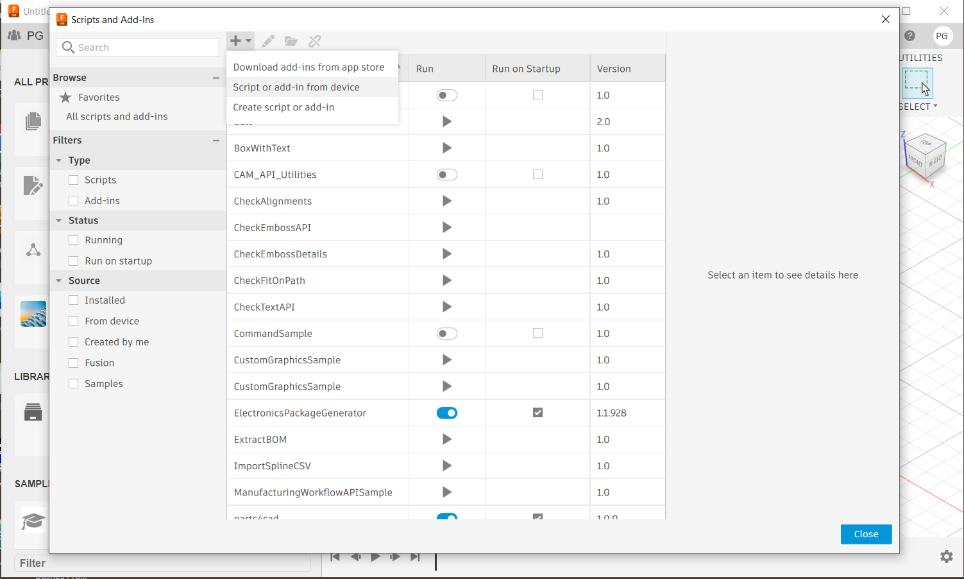 Untitle
Scripts and Add-Ins
PG
PG
Search
Download add-ins from app store
Script or add-in from device
Create script or add-in
Run
Run on Startup
Version
UTILITIES
SELECT
ALL PR
Browse
Favorites
All scripts and add-ins
Filters
Type
Scripts
Add-ins
Status
Running
Run on startup
Source
Installed
From device
Created by me
Fusion
Samples
1.0
2.0
BoxWithText 1.0
CAM_API_Utilities 1.0
CheckAlignments 1.0
CheckEmbossAPI
CheckEmbossDetails 1.0
CheckFitOnPath 1.0
CheckTextAPI 1.0
CommandSample 1.0
CustomGraphicsSample 1.0
CustomGraphicsSample 1.0
ElectronicsPackageGenerator 1.1.928
ExtractBOM 1.0
ImportSplineCSV 1.0
ManufacturingWorkflowAPISample 1.0
parts4cad 1.0.0
Select an item to see details here
Close
LIBRAR
SAMPL
Filter
TOP
FRONT
Z
X